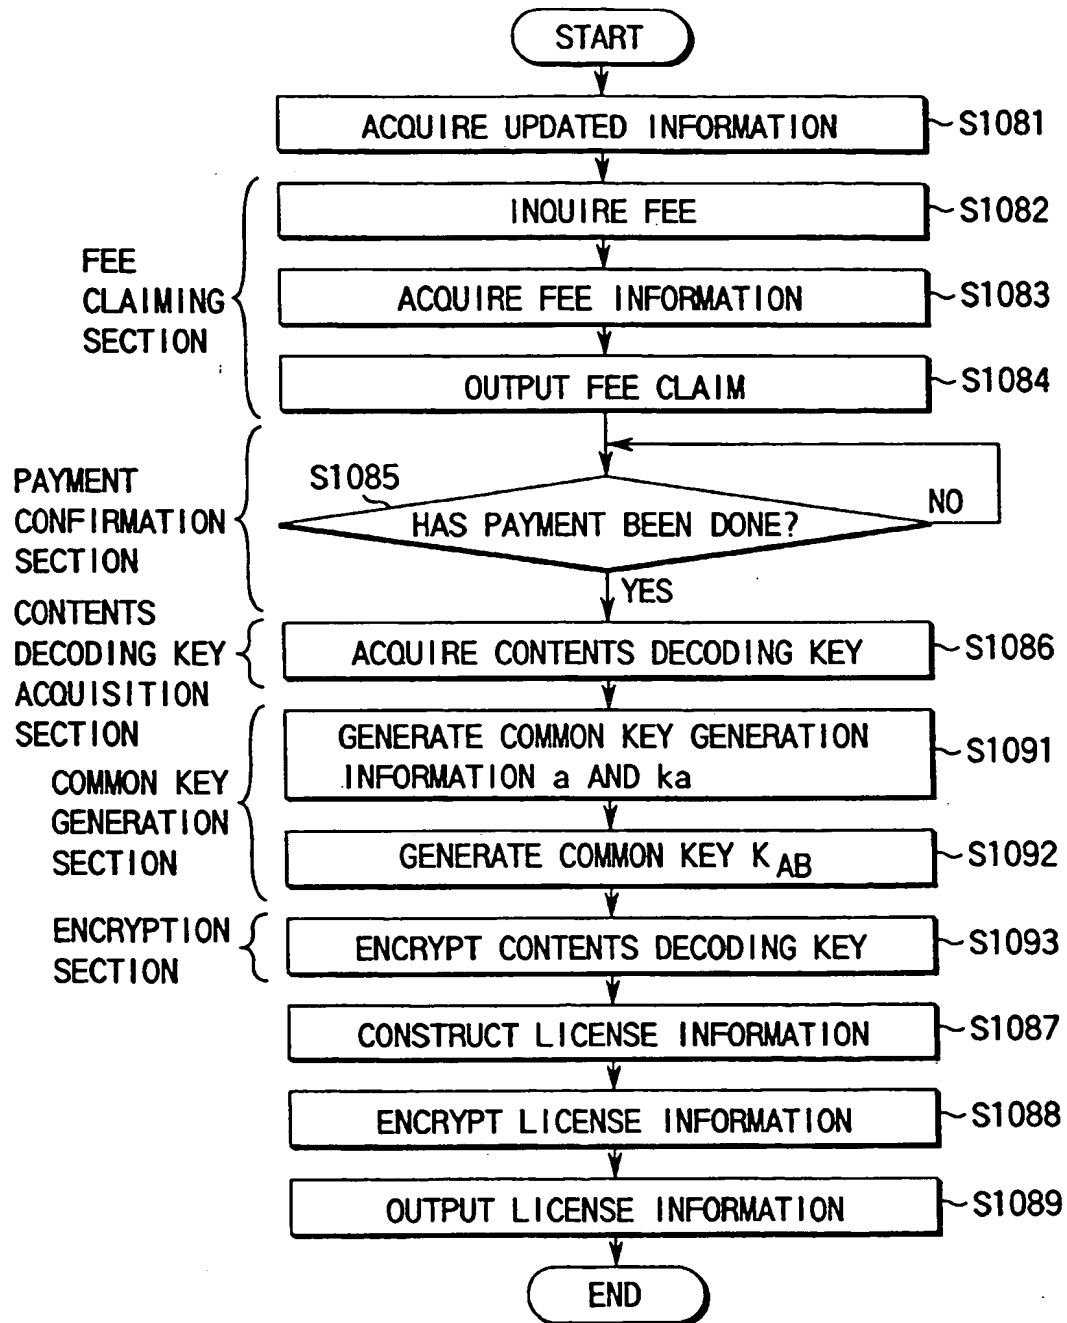 START
ACQUIRE UPDATED INFORMATION
S1081
INQUIRE FEE
S1082
FEE
CLAIMING
SECTION
ACQUIRE FEE INFORMATION
S1083
OUTPUT FEE CLAIM
S1084
PAYMENT
CONFIRMATION
SECTION
S1085
HAS PAYMENT BEEN DONE?
NO
YES
CONTENTS
DECODING KEY
ACQUISITION
SECTION
ACQUIRE CONTENTS DECODING KEY
S1086
COMMON KEY
GENERATION
SECTION
GENERATE COMMON KEY GENERATION
INFORMATION a AND ka
S1091
GENERATE COMMON KEY KAB
S1092
ENCRYPTION
SECTION
ENCRYPT CONTENTS DECODING KEY
S1093
CONSTRUCT LICENSE INFORMATION
S1087
ENCRYPT LICENSE INFORMATION
S1088
OUTPUT LICENSE INFORMATION
S1089
END